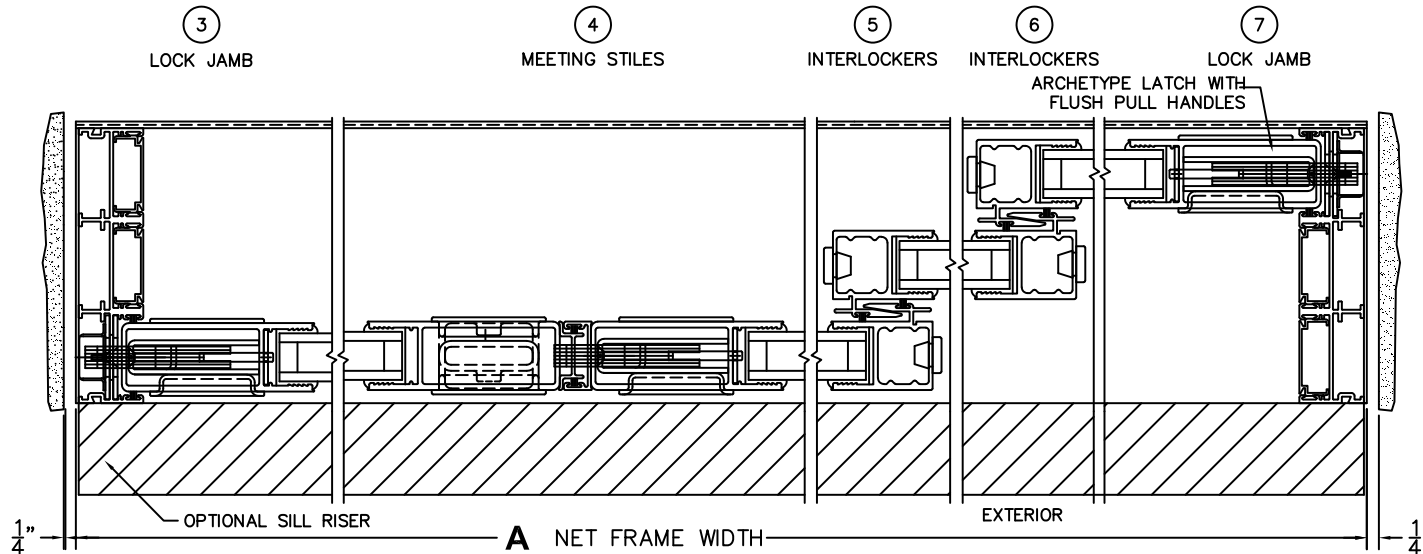 3
LOCK JAMB
4
MEETING STILES
5
INTERLOCKERS
6
INTERLOCKERS
7
LOCK JAMB
ARCHETYPE LATCH WITH
FLUSH PULL HANDLES
OPTIONAL SILL RISER
EXTERIOR
1/4"
A NET FRAME WIDTH
1/4